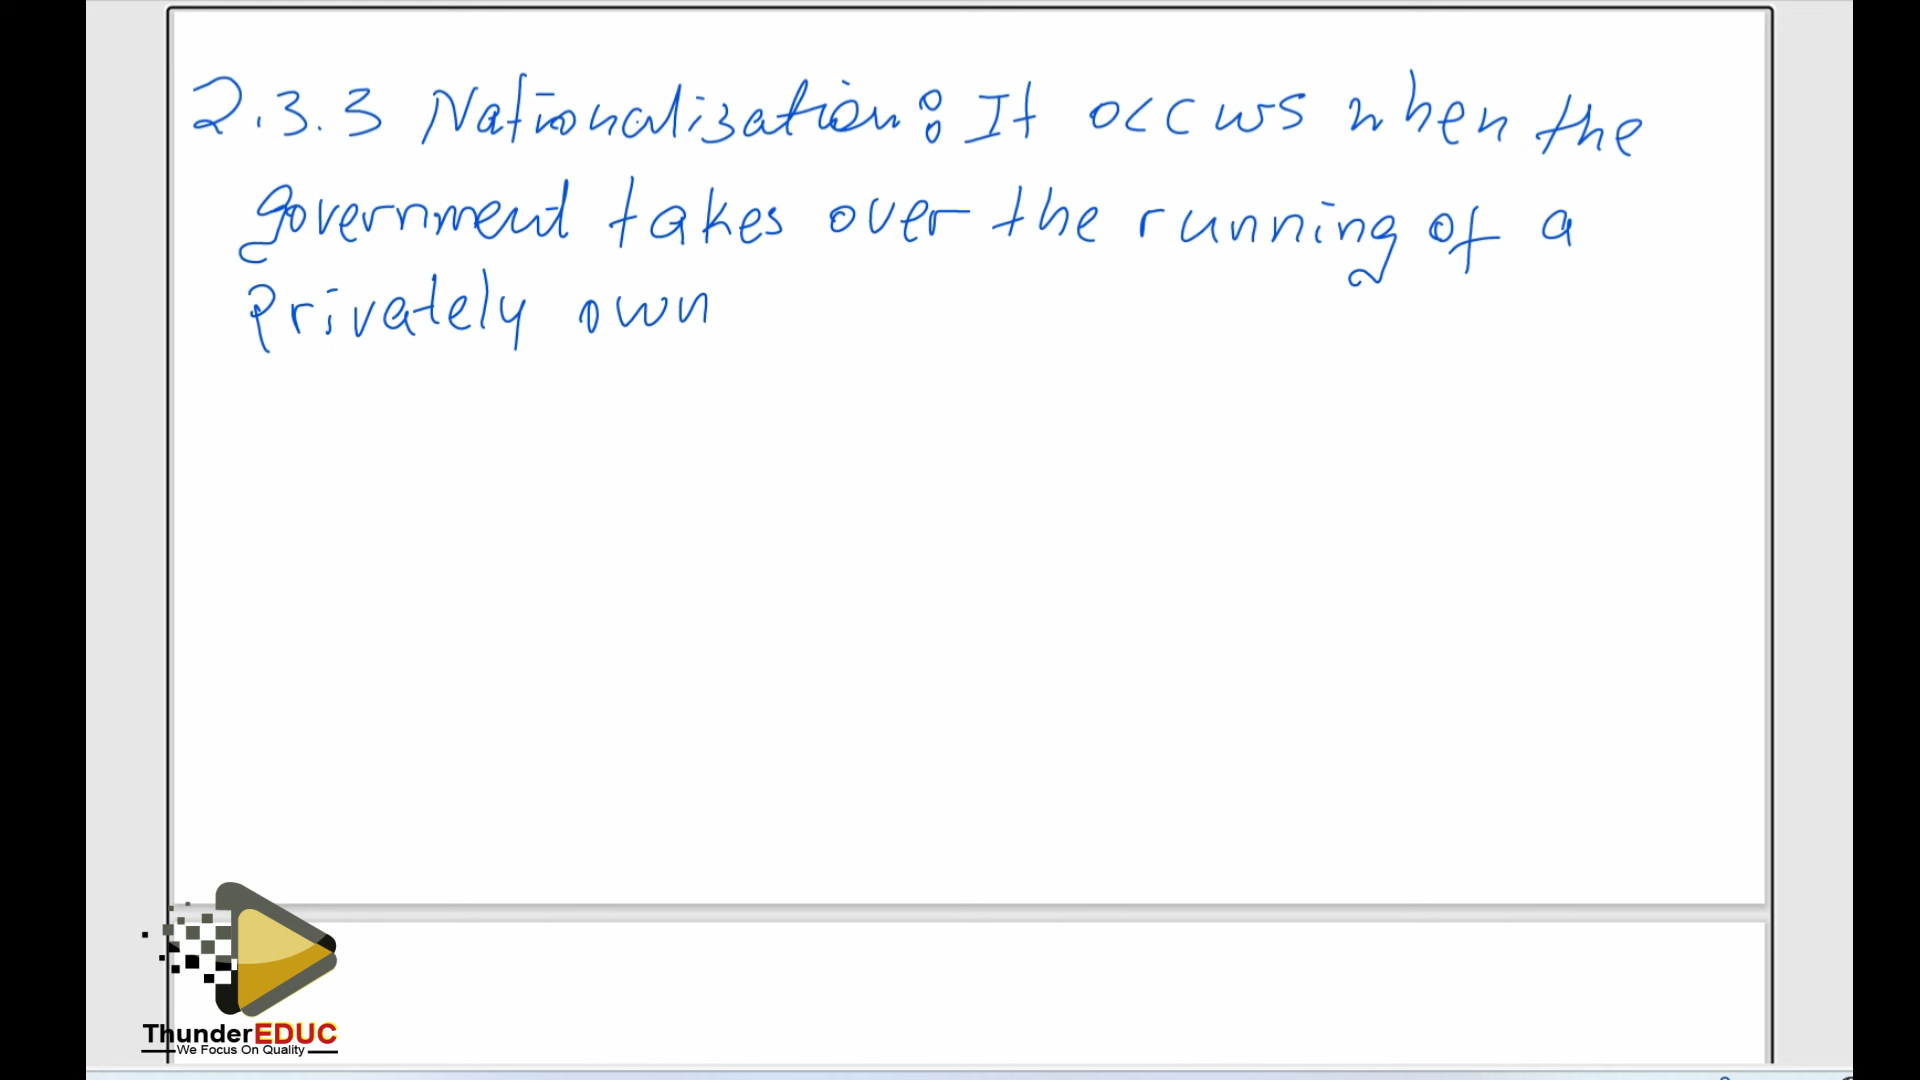 2.3.3 Nationalization: It occurs when the
government takes over the running of a
Privately own
ThunderEDUC
We Focus On Quality